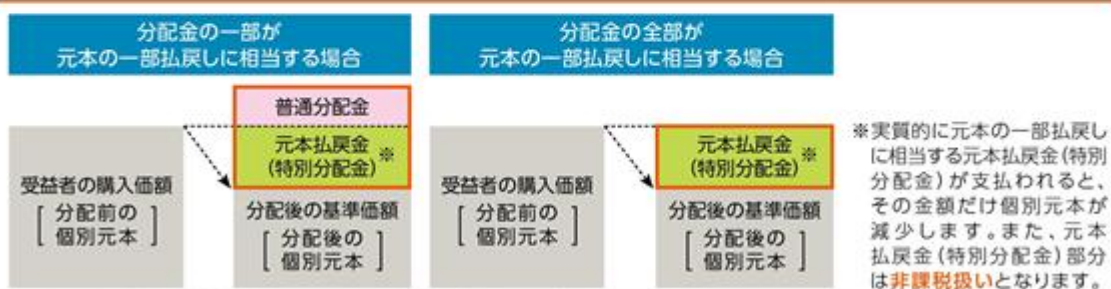 分配金の一部が
元本の一部払戻しに相当する場合
普通分配金
元本払戻金
(特別分配金)※
受益者の購入価額
[分配前の
個別元本]
分配後の基準価額
[分配後の
個別元本]
分配金の全部が
元本の一部払戻しに相当する場合
元本払戻金
(特別分配金)※
受益者の購入価額
[分配前の
個別元本]
分配後の基準価額
[分配後の
個別元本]
※実質的に元本の一部払戻し
に相当する元本払戻金(特別
分配金)が支払われると、
その金額だけ個別元本が
減少します。また、元本
払戻金(特別分配金)部分
は非課税扱いとなります。